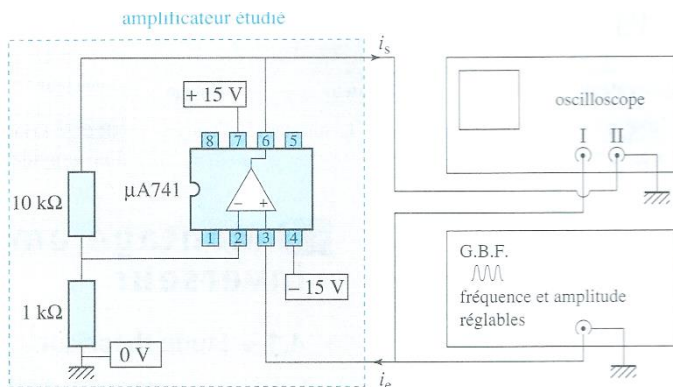 amplificateur étudié
i_s
+ 15 V
oscilloscope
I II
8 7 6 5
µA741
10 kΩ
– +
1 2 3 4
G.B.F.
– 15 V
fréquence et amplitude
réglables
1 kΩ
0 V
i_e